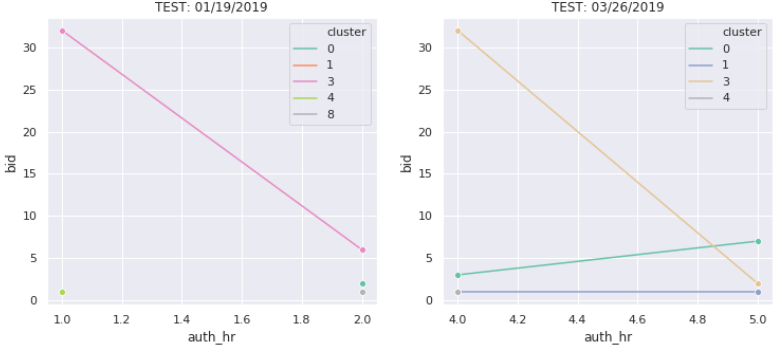 TEST: 01/19/2019
cluster
0
1
3
4
8
30
25
20
15
10
5
0
bid
1.0 1.2 1.4 1.6 1.8 2.0
auth_hr
TEST: 03/26/2019
cluster
0
1
3
4
30
25
20
15
10
5
0
bid
4.0 4.2 4.4 4.6 4.8 5.0
auth_hr